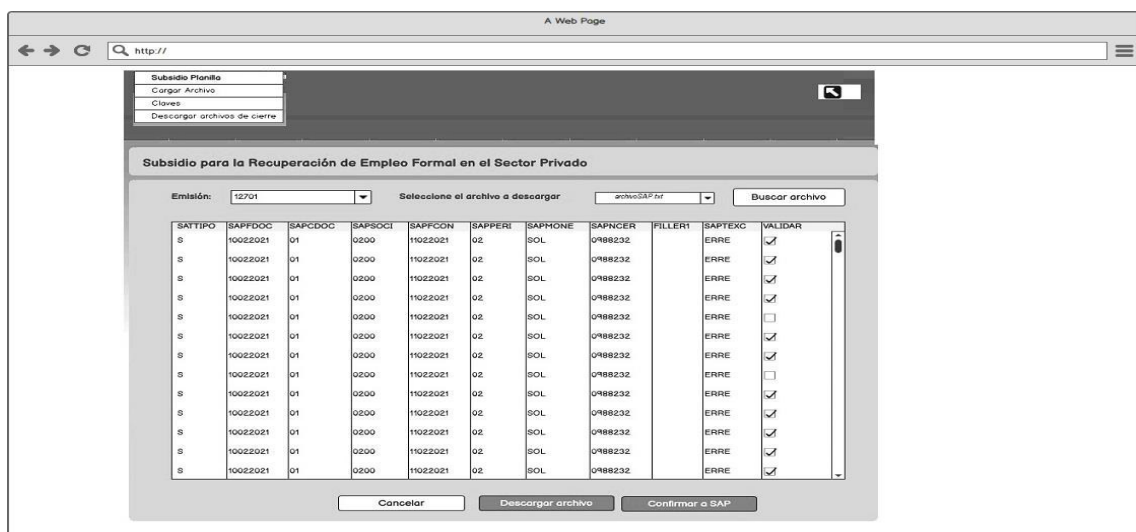 A Web Page
http://
Subsidio Planilla
Cargar Archivo
Claves
Descargar archivos de cierre
Subsidio para la Recuperación de Empleo Formal en el Sector Privado
Emisión: 12701 Seleccione el archivo a descargar archivoSAP.txt Buscar archivo
SATTIPO SAPFDOC SAPCDOC SAPSOCI SAPFCON SAPPERI SAPMONE SAPNCER FILLER1 SAPTEXC VALIDAR
S 10022021 01 0200 11022021 02 SOL 0988232 ERRE
S 10022021 01 0200 11022021 02 SOL 0988232 ERRE
S 10022021 01 0200 11022021 02 SOL 0988232 ERRE
S 10022021 01 0200 11022021 02 SOL 0988232 ERRE
S 10022021 01 0200 11022021 02 SOL 0988232 ERRE
S 10022021 01 0200 11022021 02 SOL 0988232 ERRE
S 10022021 01 0200 11022021 02 SOL 0988232 ERRE
S 10022021 01 0200 11022021 02 SOL 0988232 ERRE
S 10022021 01 0200 11022021 02 SOL 0988232 ERRE
S 10022021 01 0200 11022021 02 SOL 0988232 ERRE
S 10022021 01 0200 11022021 02 SOL 0988232 ERRE
S 10022021 01 0200 11022021 02 SOL 0988232 ERRE
S 10022021 01 0200 11022021 02 SOL 0988232 ERRE
Cancelar Descargar archivo Confirmar a SAP